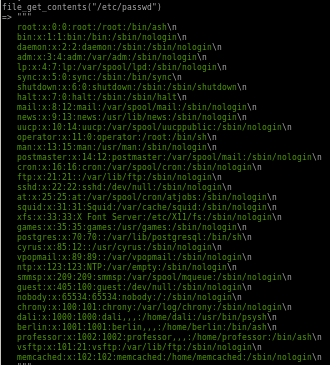 file_get_contents("/etc/passwd")
=> """
root:x:0:0:root:/root:/bin/ash\n
bin:x:1:1:bin:/bin:/sbin/nologin\n
daemon:x:2:2:daemon:/sbin:/sbin/nologin\n
adm:x:3:4:adm:/var/adm:/sbin/nologin\n
lp:x:4:7:lp:/var/spool/lpd:/sbin/nologin\n
sync:x:5:0:sync:/sbin:/bin/sync\n
shutdown:x:6:0:shutdown:/sbin:/sbin/shutdown\n
halt:x:7:0:halt:/sbin:/sbin/halt\n
mail:x:8:12:mail:/var/spool/mail:/sbin/nologin\n
news:x:9:13:news:/usr/lib/news:/sbin/nologin\n
uucp:x:10:14:uucp:/var/spool/uucppublic:/sbin/nologin\n
operator:x:11:0:operator:/root:/bin/sh\n
man:x:13:15:man:/usr/man:/sbin/nologin\n
postmaster:x:14:12:postmaster:/var/spool/mail:/sbin/nologin\n
cron:x:16:16:cron:/var/spool/cron:/sbin/nologin\n
ftp:x:21:21::/var/lib/ftp:/sbin/nologin\n
sshd:x:22:22:sshd:/dev/null:/sbin/nologin\n
at:x:25:25:at:/var/spool/cron/atjobs:/sbin/nologin\n
squid:x:31:31:Squid:/var/cache/squid:/sbin/nologin\n
xfs:x:33:33:X Font Server:/etc/X11/fs:/sbin/nologin\n
games:x:35:35:games:/usr/games:/sbin/nologin\n
postgres:x:70:70::/var/lib/postgresql:/bin/sh\n
cyrus:x:85:12::/usr/cyrus:/sbin/nologin\n
vpopmail:x:89:89::/var/vpopmail:/sbin/nologin\n
ntp:x:123:123:NTP:/var/empty:/sbin/nologin\n
smmsp:x:209:209:smmsp:/var/spool/mqueue:/sbin/nologin\n
guest:x:405:100:guest:/dev/null:/sbin/nologin\n
nobody:x:65534:65534:nobody:/:/sbin/nologin\n
chrony:x:100:101:chrony:/var/log/chrony:/sbin/nologin\n
dali:x:1000:1000:dali,,,:/home/dali:/usr/bin/psysh\n
berlin:x:1001:1001:berlin,,,:/home/berlin:/bin/ash\n
professor:x:1002:1002:professor,,,:/home/professor:/bin/ash\n
vsftp:x:101:21:vsftp:/var/lib/ftp:/sbin/nologin\n
memcached:x:102:102:memcached:/home/memcached:/sbin/nologin\n
"""